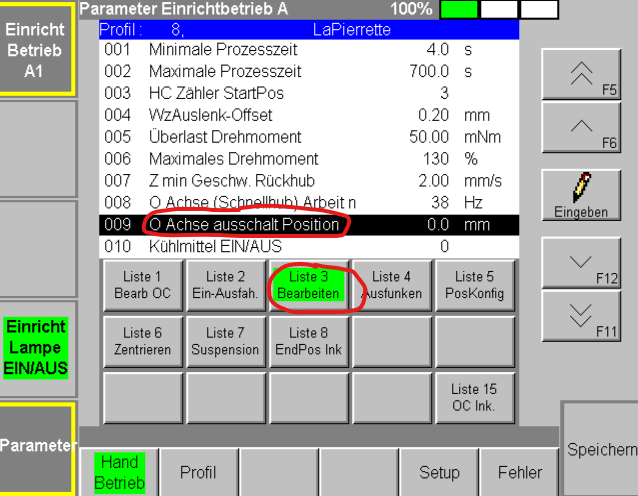 Parameter Einrichtbetrieb A 100%
Einricht
Betrieb
A1
Profil : 8, LaPierrette
001 Minimale Prozesszeit 4.0 s
002 Maximale Prozesszeit 700.0 s
003 HC Zähler StartPos 3
004 WzAuslenk-Offset 0.20 mm
005 Überlast Drehmoment 50.00 mNm
006 Maximales Drehmoment 130 %
007 Z min Geschw. Rückhub 2.00 mm/s
008 O Achse (Schnellhub) Arbeit n 38 Hz
009 O Achse ausschalt Position 0.0 mm
010 Kühlmittel EIN/AUS 0
F5
F6
Eingeben
F12
F11
Liste 1
Bearb OC
Liste 2
Ein-Ausfah.
Liste 3
Bearbeiten
Liste 4
Ausfunken
Liste 5
PosKonfig
Liste 6
Zentrieren
Liste 7
Suspension
Liste 8
EndPos Ink
Liste 15
OC Ink.
Einricht
Lampe
EIN/AUS
Parameter
Hand
Betrieb
Profil
Setup
Fehler
Speichern